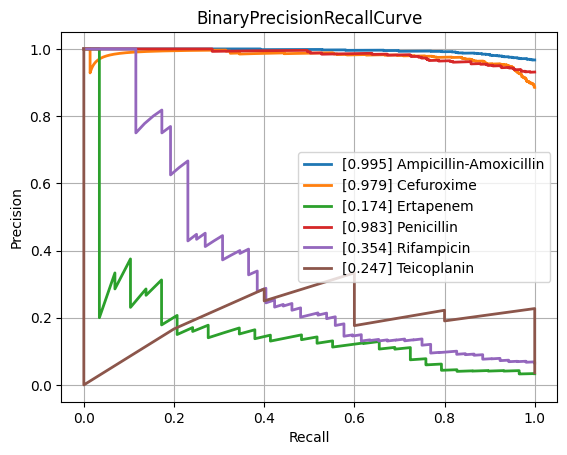 BinaryPrecisionRecallCurve
Precision
1.0
0.8
0.6
0.4
0.2
0.0
[0.995] Ampicillin-Amoxicillin
[0.979] Cefuroxime
[0.174] Ertapenem
[0.983] Penicillin
[0.354] Rifampicin
[0.247] Teicoplanin
0.0 0.2 0.4 0.6 0.8 1.0
Recall